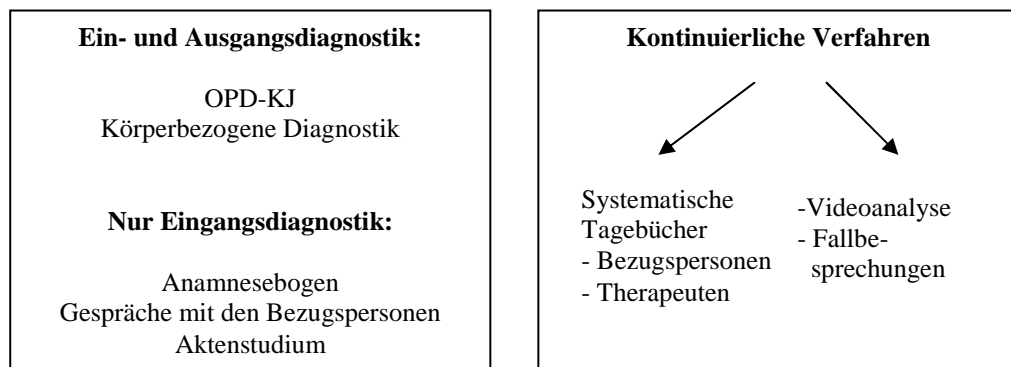 Ein- und Ausgangsdiagnostik:
OPD-KJ
Körperbezogene Diagnostik
Nur Eingangsdiagnostik:
Anamnesebogen
Gespräche mit den Bezugspersonen
Aktenstudium
Kontinuierliche Verfahren
Systematische
Tagebücher
- Bezugspersonen
- Therapeuten
-Videoanalyse
- Fallbe-
sprechungen